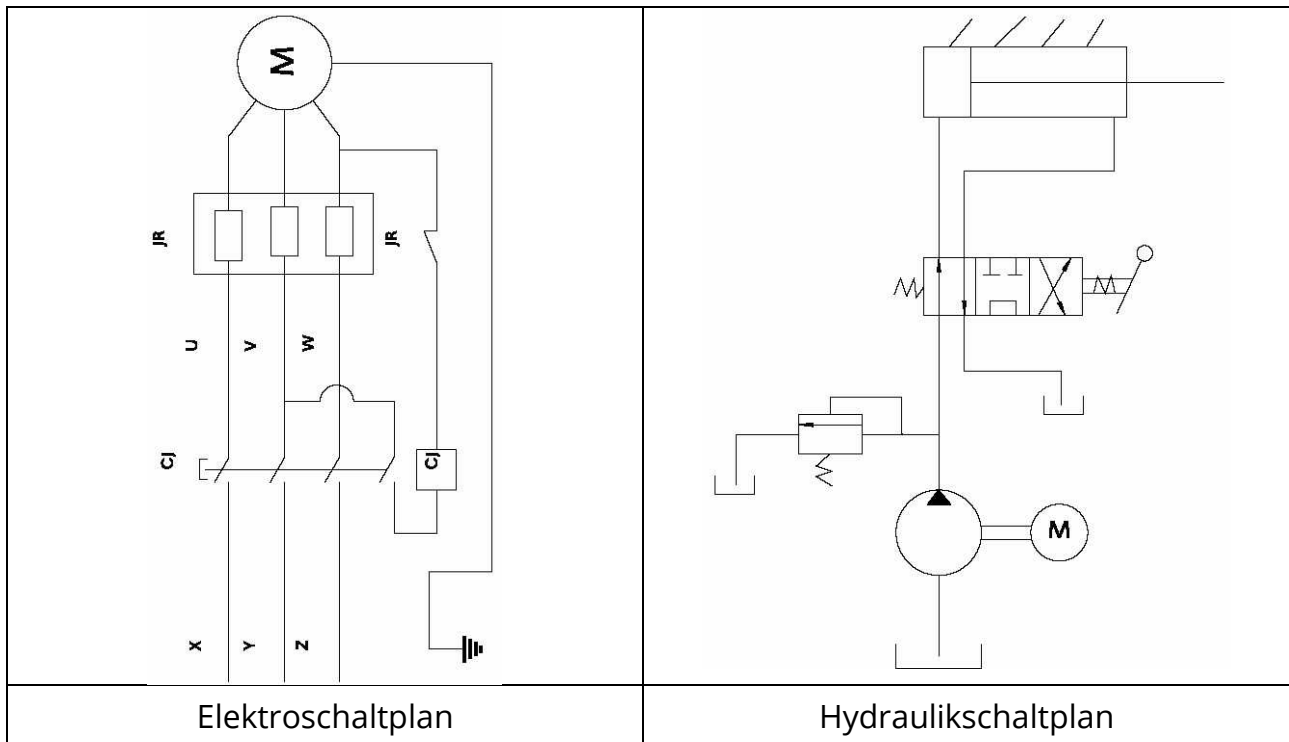 M
JR
JR
U
V
W
CJ
CJ
X
Y
Z
M
Elektroschaltplan
Hydraulikschaltplan